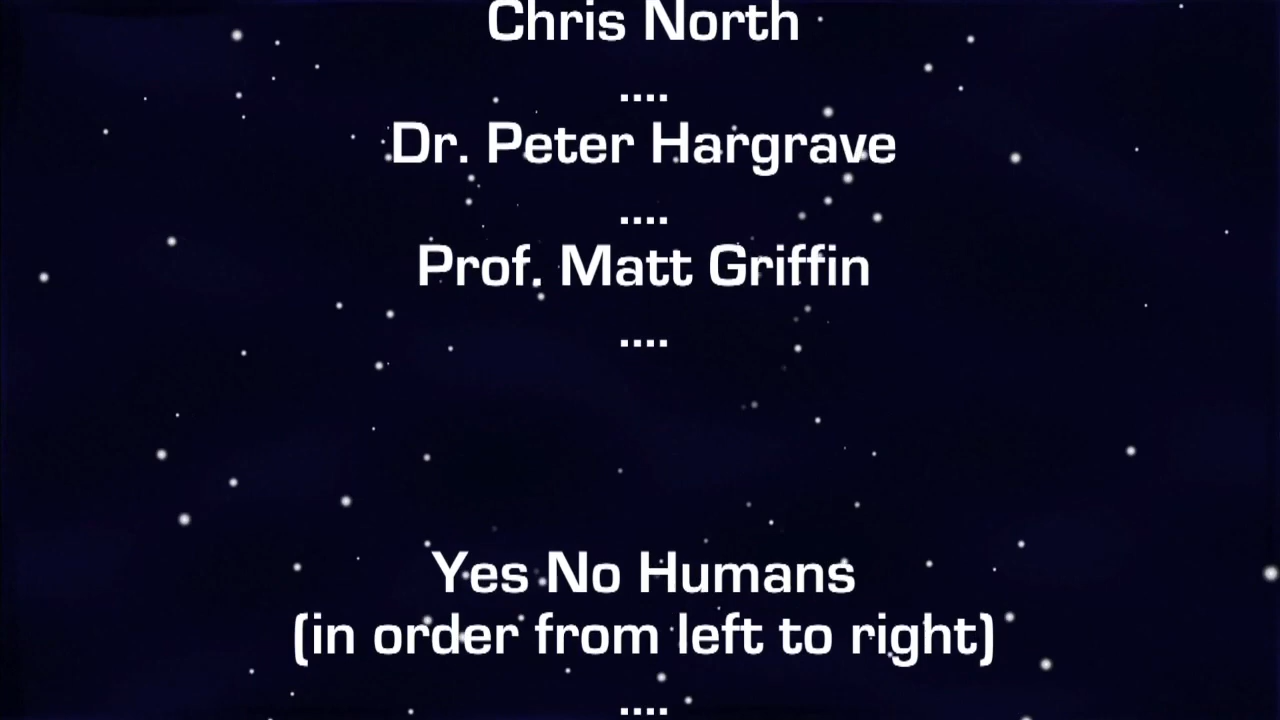 Chris North
....
Dr. Peter Hargrave
....
Prof. Matt Griffin
....
Yes No Humans
(in order from left to right)
....